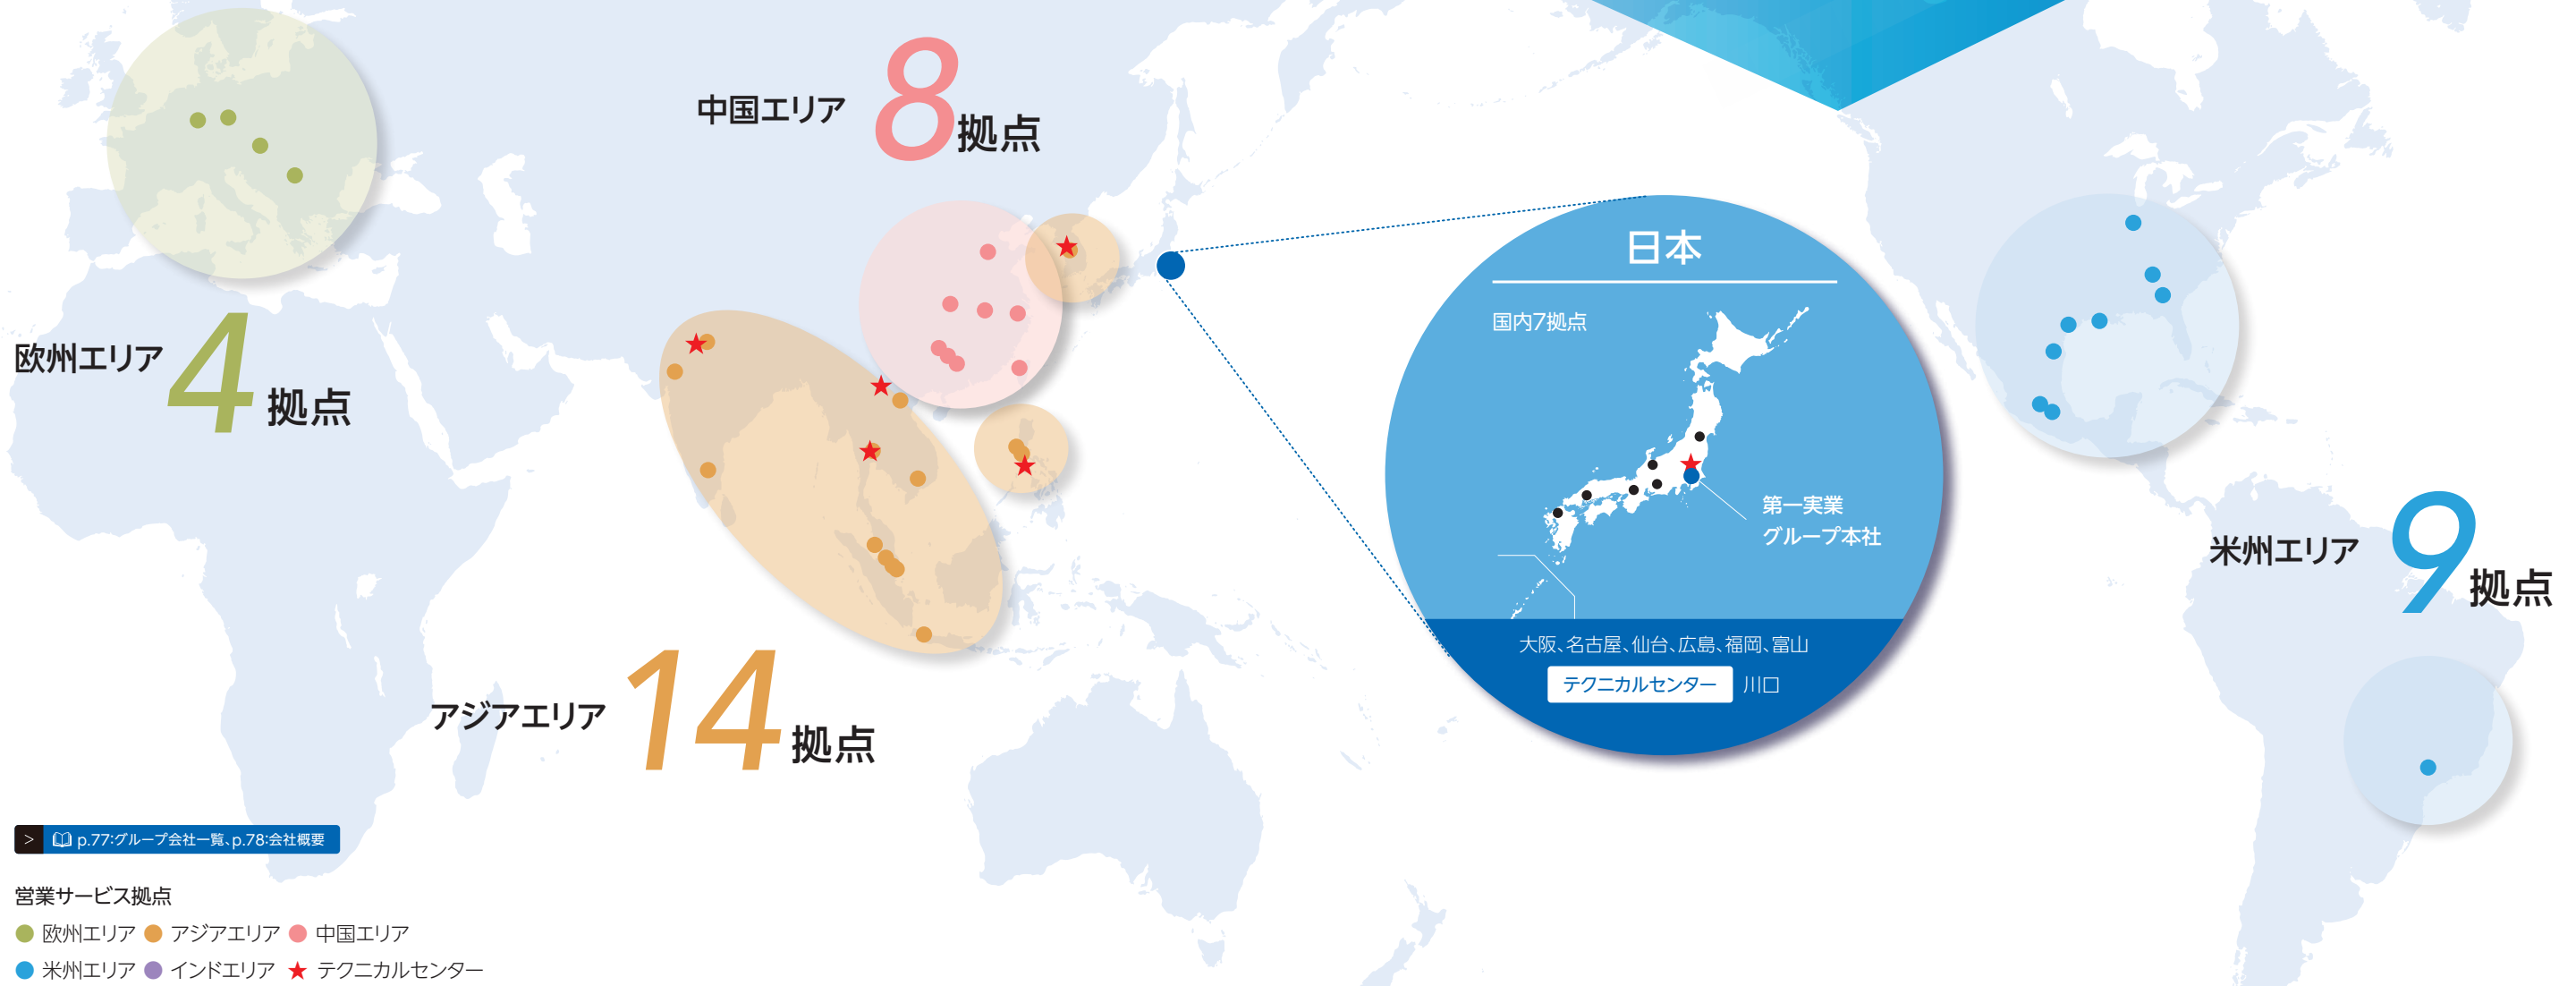 中国エリア 8拠点
欧州エリア 4拠点
アジアエリア 14拠点
米州エリア 9拠点
日本
国内7拠点
第一実業
グループ本社
大阪、名古屋、仙台、広島、福岡、富山
テクニカルセンター 川口
> p.77:グループ会社一覧、p.78:会社概要
営業サービス拠点
欧州エリア アジアエリア 中国エリア
米州エリア インドエリア ★ テクニカルセンター